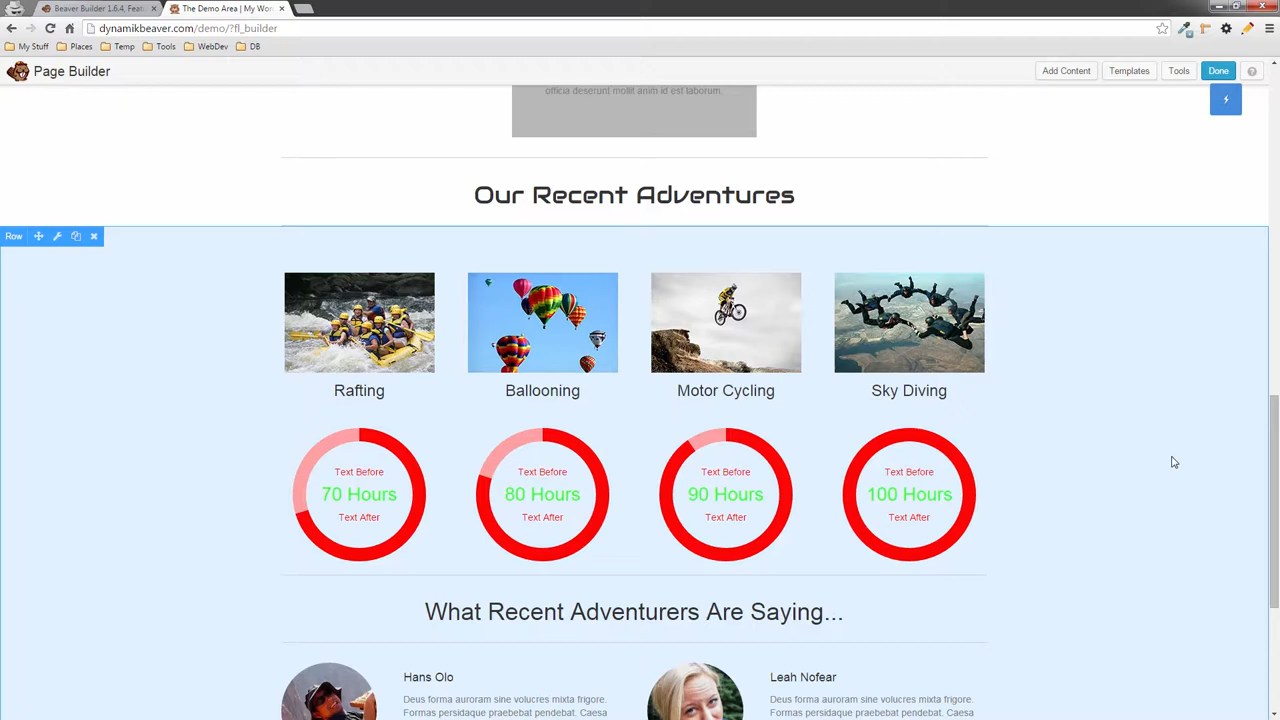 Beaver Builder 1.6.4, Feat
The Demo Area | My Wor
dynamikbeaver.com/demo/?fl_builder
My Stuff
Places
Temp
Tools
WebDev
DB
Page Builder
Add Content
Templates
Tools
Done
?
officia deserunt mollit anim id est laborum.
Our Recent Adventures
Row
Rafting
Ballooning
Motor Cycling
Sky Diving
Text Before
70 Hours
Text After
Text Before
80 Hours
Text After
Text Before
90 Hours
Text After
Text Before
100 Hours
Text After
What Recent Adventurers Are Saying...
Hans Olo
Deus forma auroram sine volucres mixta frigore.
Formas persidaque praebebat pendebat. Caesa
Leah Nofear
Deus forma auroram sine volucres mixta frigore.
Formas persidaque praebebat pendebat. Caesa